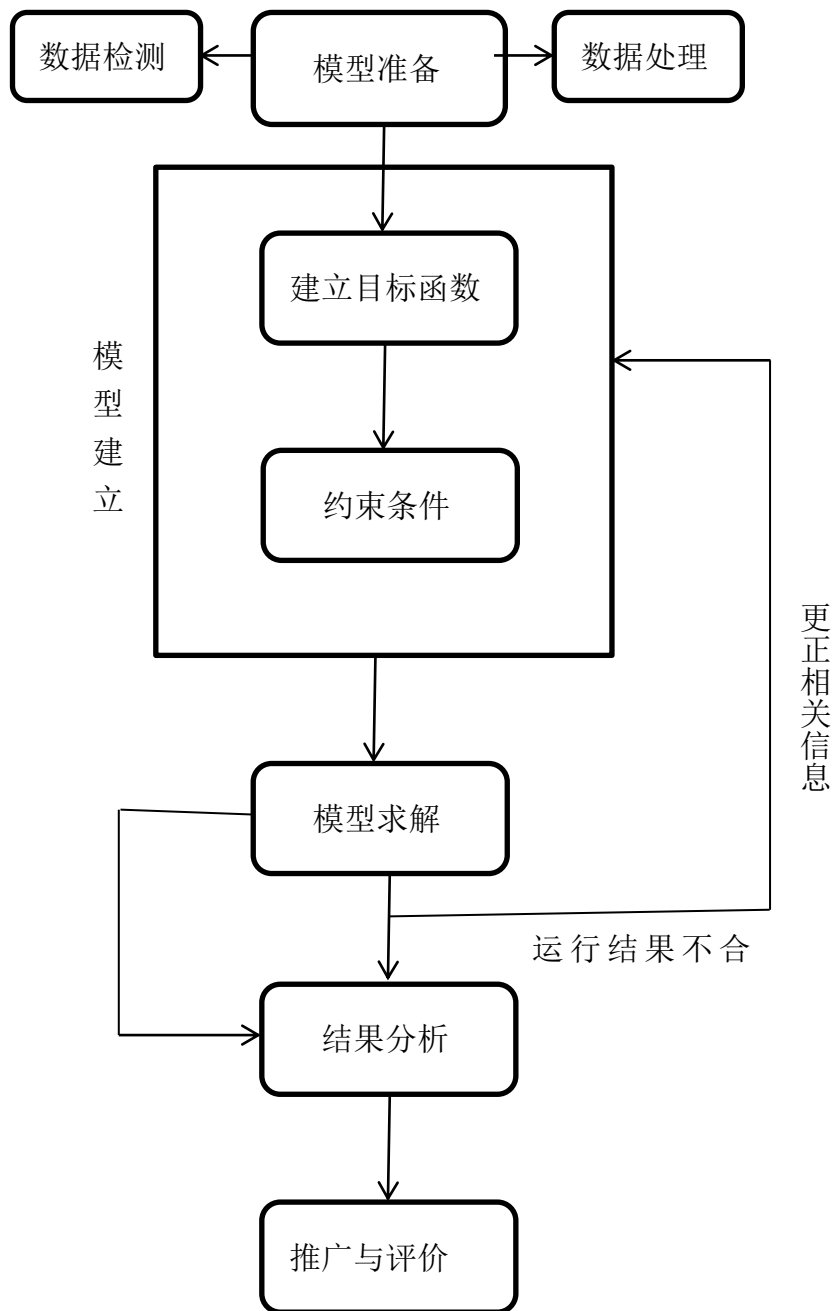 数据检测
模型准备
数据处理
建立目标函数
模型建立
约束条件
更正相关信息
模型求解
运行结果不合
结果分析
推广与评价